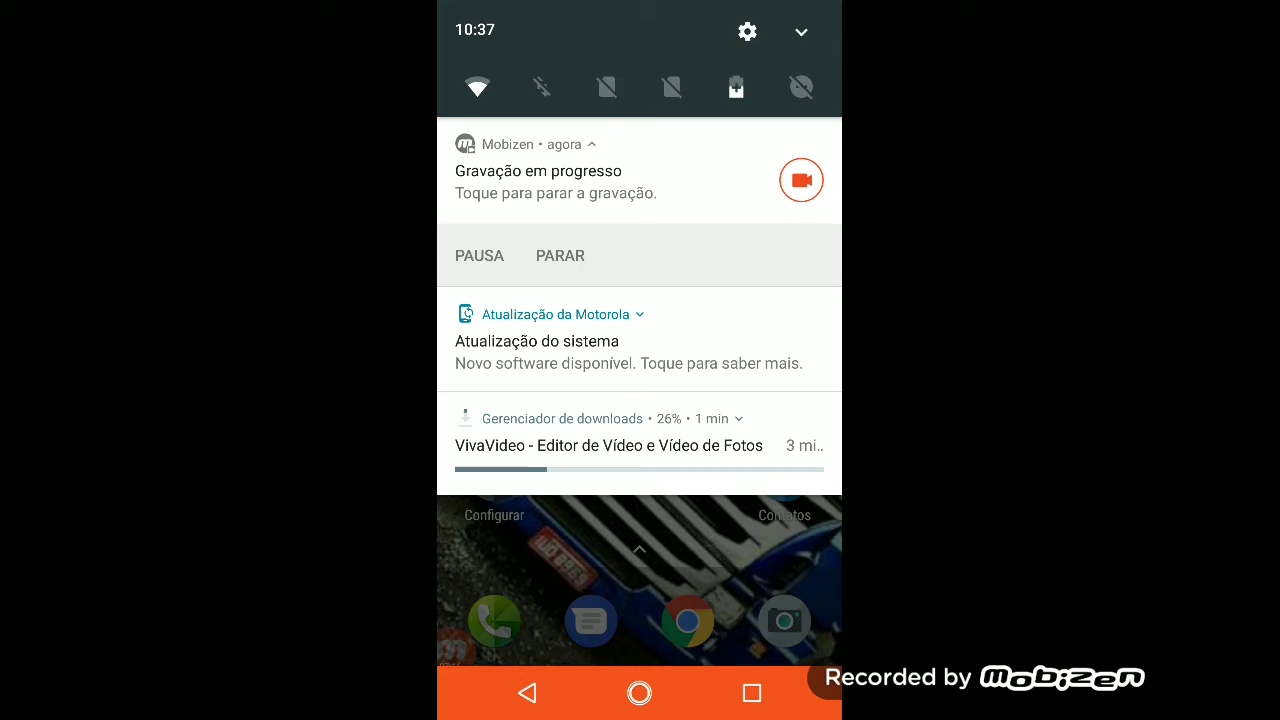 10:37
Mobizen • agora
Gravação em progresso
Toque para parar a gravação.
PAUSA PARAR
Atualização da Motorola
Atualização do sistema
Novo software disponível. Toque para saber mais.
Gerenciador de downloads • 26% • 1 min
VivaVideo - Editor de Vídeo e Vídeo de Fotos 3 mi..
Configurar Contatos
Recorded by mobizen